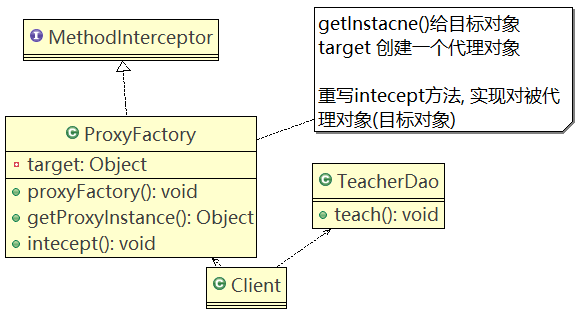 I MethodInterceptor
getInstacne()给目标对象
target 创建一个代理对象
重写intecept方法, 实现对被代
理对象(目标对象)
C ProxyFactory
target: Object
proxyFactory(): void
getProxyInstance(): Object
intecept(): void
C TeacherDao
teach(): void
C Client